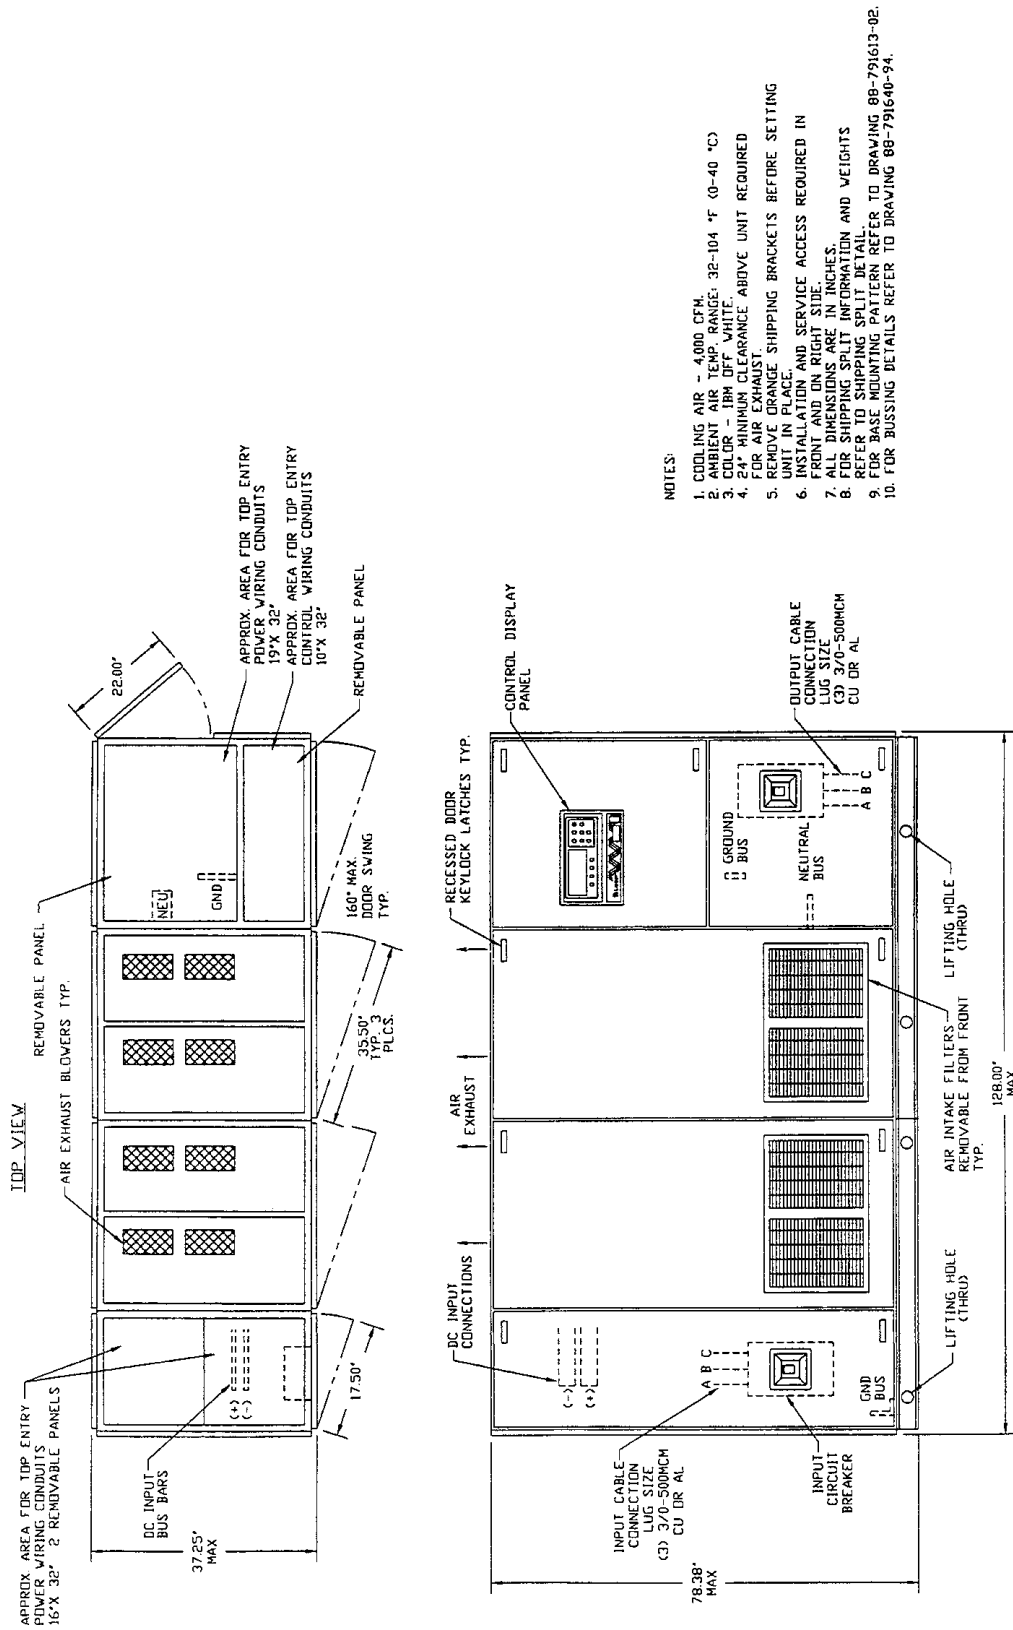 TOP VIEW
APPROX. AREA FOR TOP ENTRY
POWER WIRING CONDUITS
16"X 32" 2 REMOVABLE PANELS
AIR EXHAUST BLOWERS TYP.
REMOVABLE PANEL
22.00"
DC INPUT
BUS BARS
(+)
(-)
NEU
GND
APPROX. AREA FOR TOP ENTRY
POWER WIRING CONDUITS
19"X 32"
APPROX. AREA FOR TOP ENTRY
CONTROL WIRING CONDUITS
10"X 32"
REMOVABLE PANEL
37.25"
MAX
17.50"
35.50"
TYP. 3
PLCS.
160° MAX.
DOOR SWING
TYP.
DC INPUT
CONNECTIONS
AIR
EXHAUST
RECESSED DOOR
KEYLOCK LATCHES TYP.
CONTROL DISPLAY
PANEL
(-)
(+)
A B C
INPUT CABLE
CONNECTION
LUG SIZE
(3) 3/0-500MCM
CU OR AL
INPUT
CIRCUIT
BREAKER
GND
BUS
GROUND
BUS
NEUTRAL
BUS
A B C
OUTPUT CABLE
CONNECTION
LUG SIZE
(3) 3/0-500MCM
CU OR AL
78.38"
MAX
LIFTING HOLE
(THRU)
AIR INTAKE FILTERS
REMOVABLE FROM FRONT
TYP.
LIFTING HOLE
(THRU)
128.00"
MAX
NOTES:
1. COOLING AIR - 4,000 CFM.
2. AMBIENT AIR TEMP. RANGE: 32-104 °F (0-40 °C)
3. COLOR - IBM OFF WHITE.
4. 24" MINIMUM CLEARANCE ABOVE UNIT REQUIRED
FOR AIR EXHAUST.
5. REMOVE ORANGE SHIPPING BRACKETS BEFORE SETTING
UNIT IN PLACE.
6. INSTALLATION AND SERVICE ACCESS REQUIRED IN
FRONT AND ON RIGHT SIDE.
7. ALL DIMENSIONS ARE IN INCHES.
8. FOR SHIPPING SPLIT INFORMATION AND WEIGHTS
REFER TO SHIPPING SPLIT DETAIL.
9. FOR BASE MOUNTING PATTERN REFER TO DRAWING 88-791613-02.
10. FOR BUSSING DETAILS REFER TO DRAWING 88-791640-94.